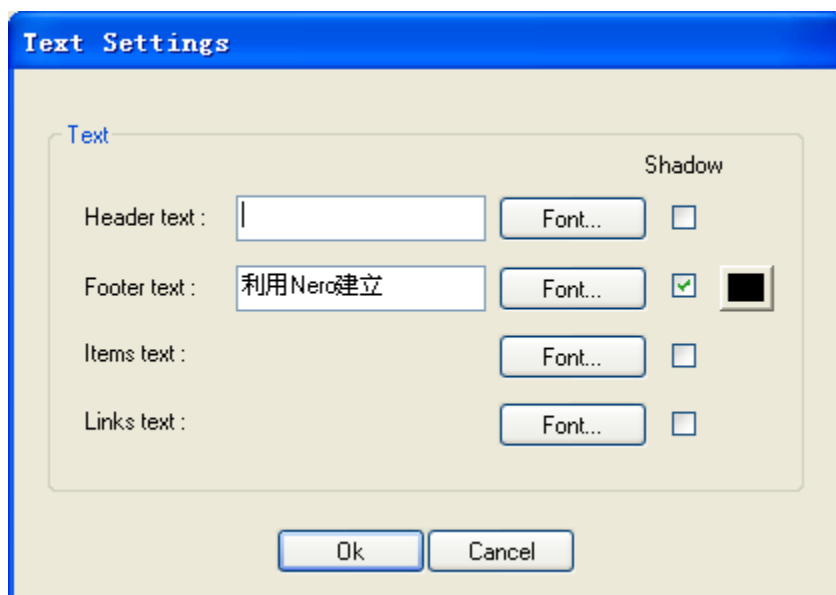 Text Settings
Text
Shadow
Header text :
Font...
Footer text :
利用Nero建立
Font...
Items text :
Font...
Links text :
Font...
Ok
Cancel